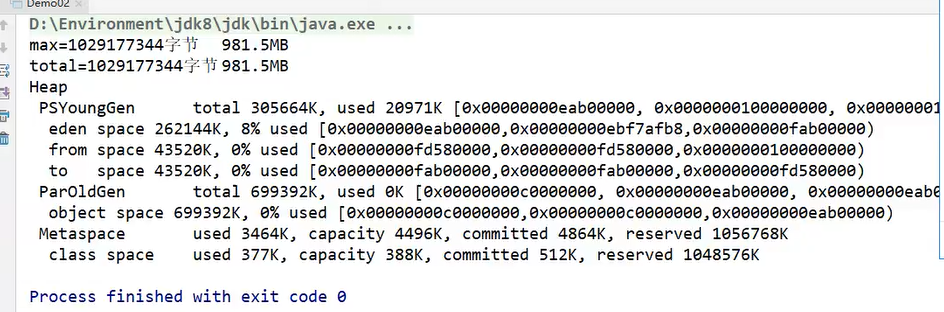 Demo02
D:\Environment\jdk8\jdk\bin\java.exe ...
max=1029177344字节 981.5MB
total=1029177344字节 981.5MB
Heap
PSYoungGen total 305664K, used 20971K [0x00000000eab00000, 0x0000000100000000, 0x00000001
eden space 262144K, 8% used [0x00000000eab00000,0x00000000ebf7afb8,0x00000000fab00000)
from space 43520K, 0% used [0x00000000fd580000,0x00000000fd580000,0x0000000100000000)
to space 43520K, 0% used [0x00000000fab00000,0x00000000fab00000,0x00000000fd580000)
ParOldGen total 699392K, used 0K [0x00000000c0000000, 0x00000000eab00000, 0x00000000eab0
object space 699392K, 0% used [0x00000000c0000000,0x00000000c0000000,0x00000000eab00000)
Metaspace used 3464K, capacity 4496K, committed 4864K, reserved 1056768K
class space used 377K, capacity 388K, committed 512K, reserved 1048576K
Process finished with exit code 0